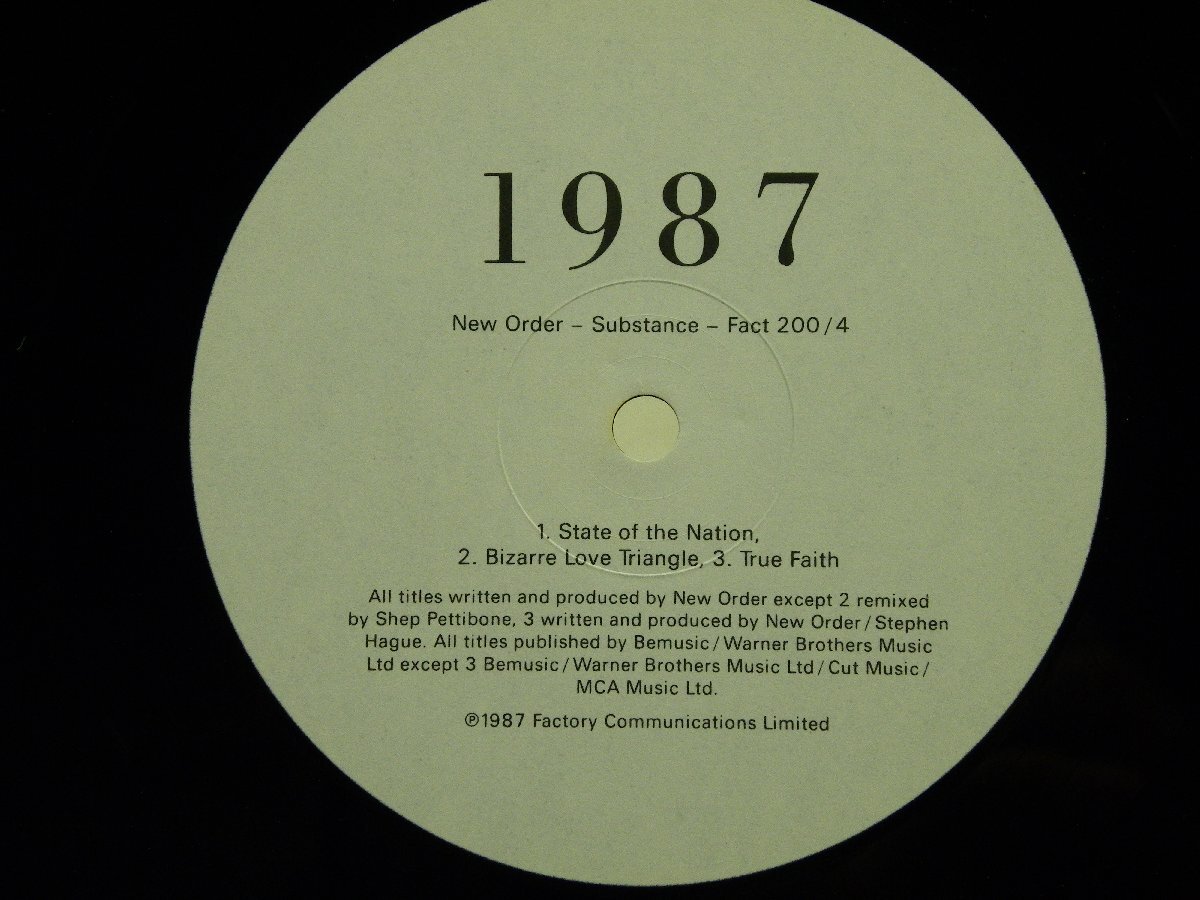 1987
New Order – Substance – Fact 200/4
1. State of the Nation,
2. Bizarre Love Triangle, 3. True Faith
All titles written and produced by New Order except 2 remixed
by Shep Pettibone, 3 written and produced by New Order/Stephen
Hague. All titles published by Bemusic/Warner Brothers Music
Ltd except 3 Bemusic/Warner Brothers Music Ltd/Cut Music/
MCA Music Ltd.
℗1987 Factory Communications Limited